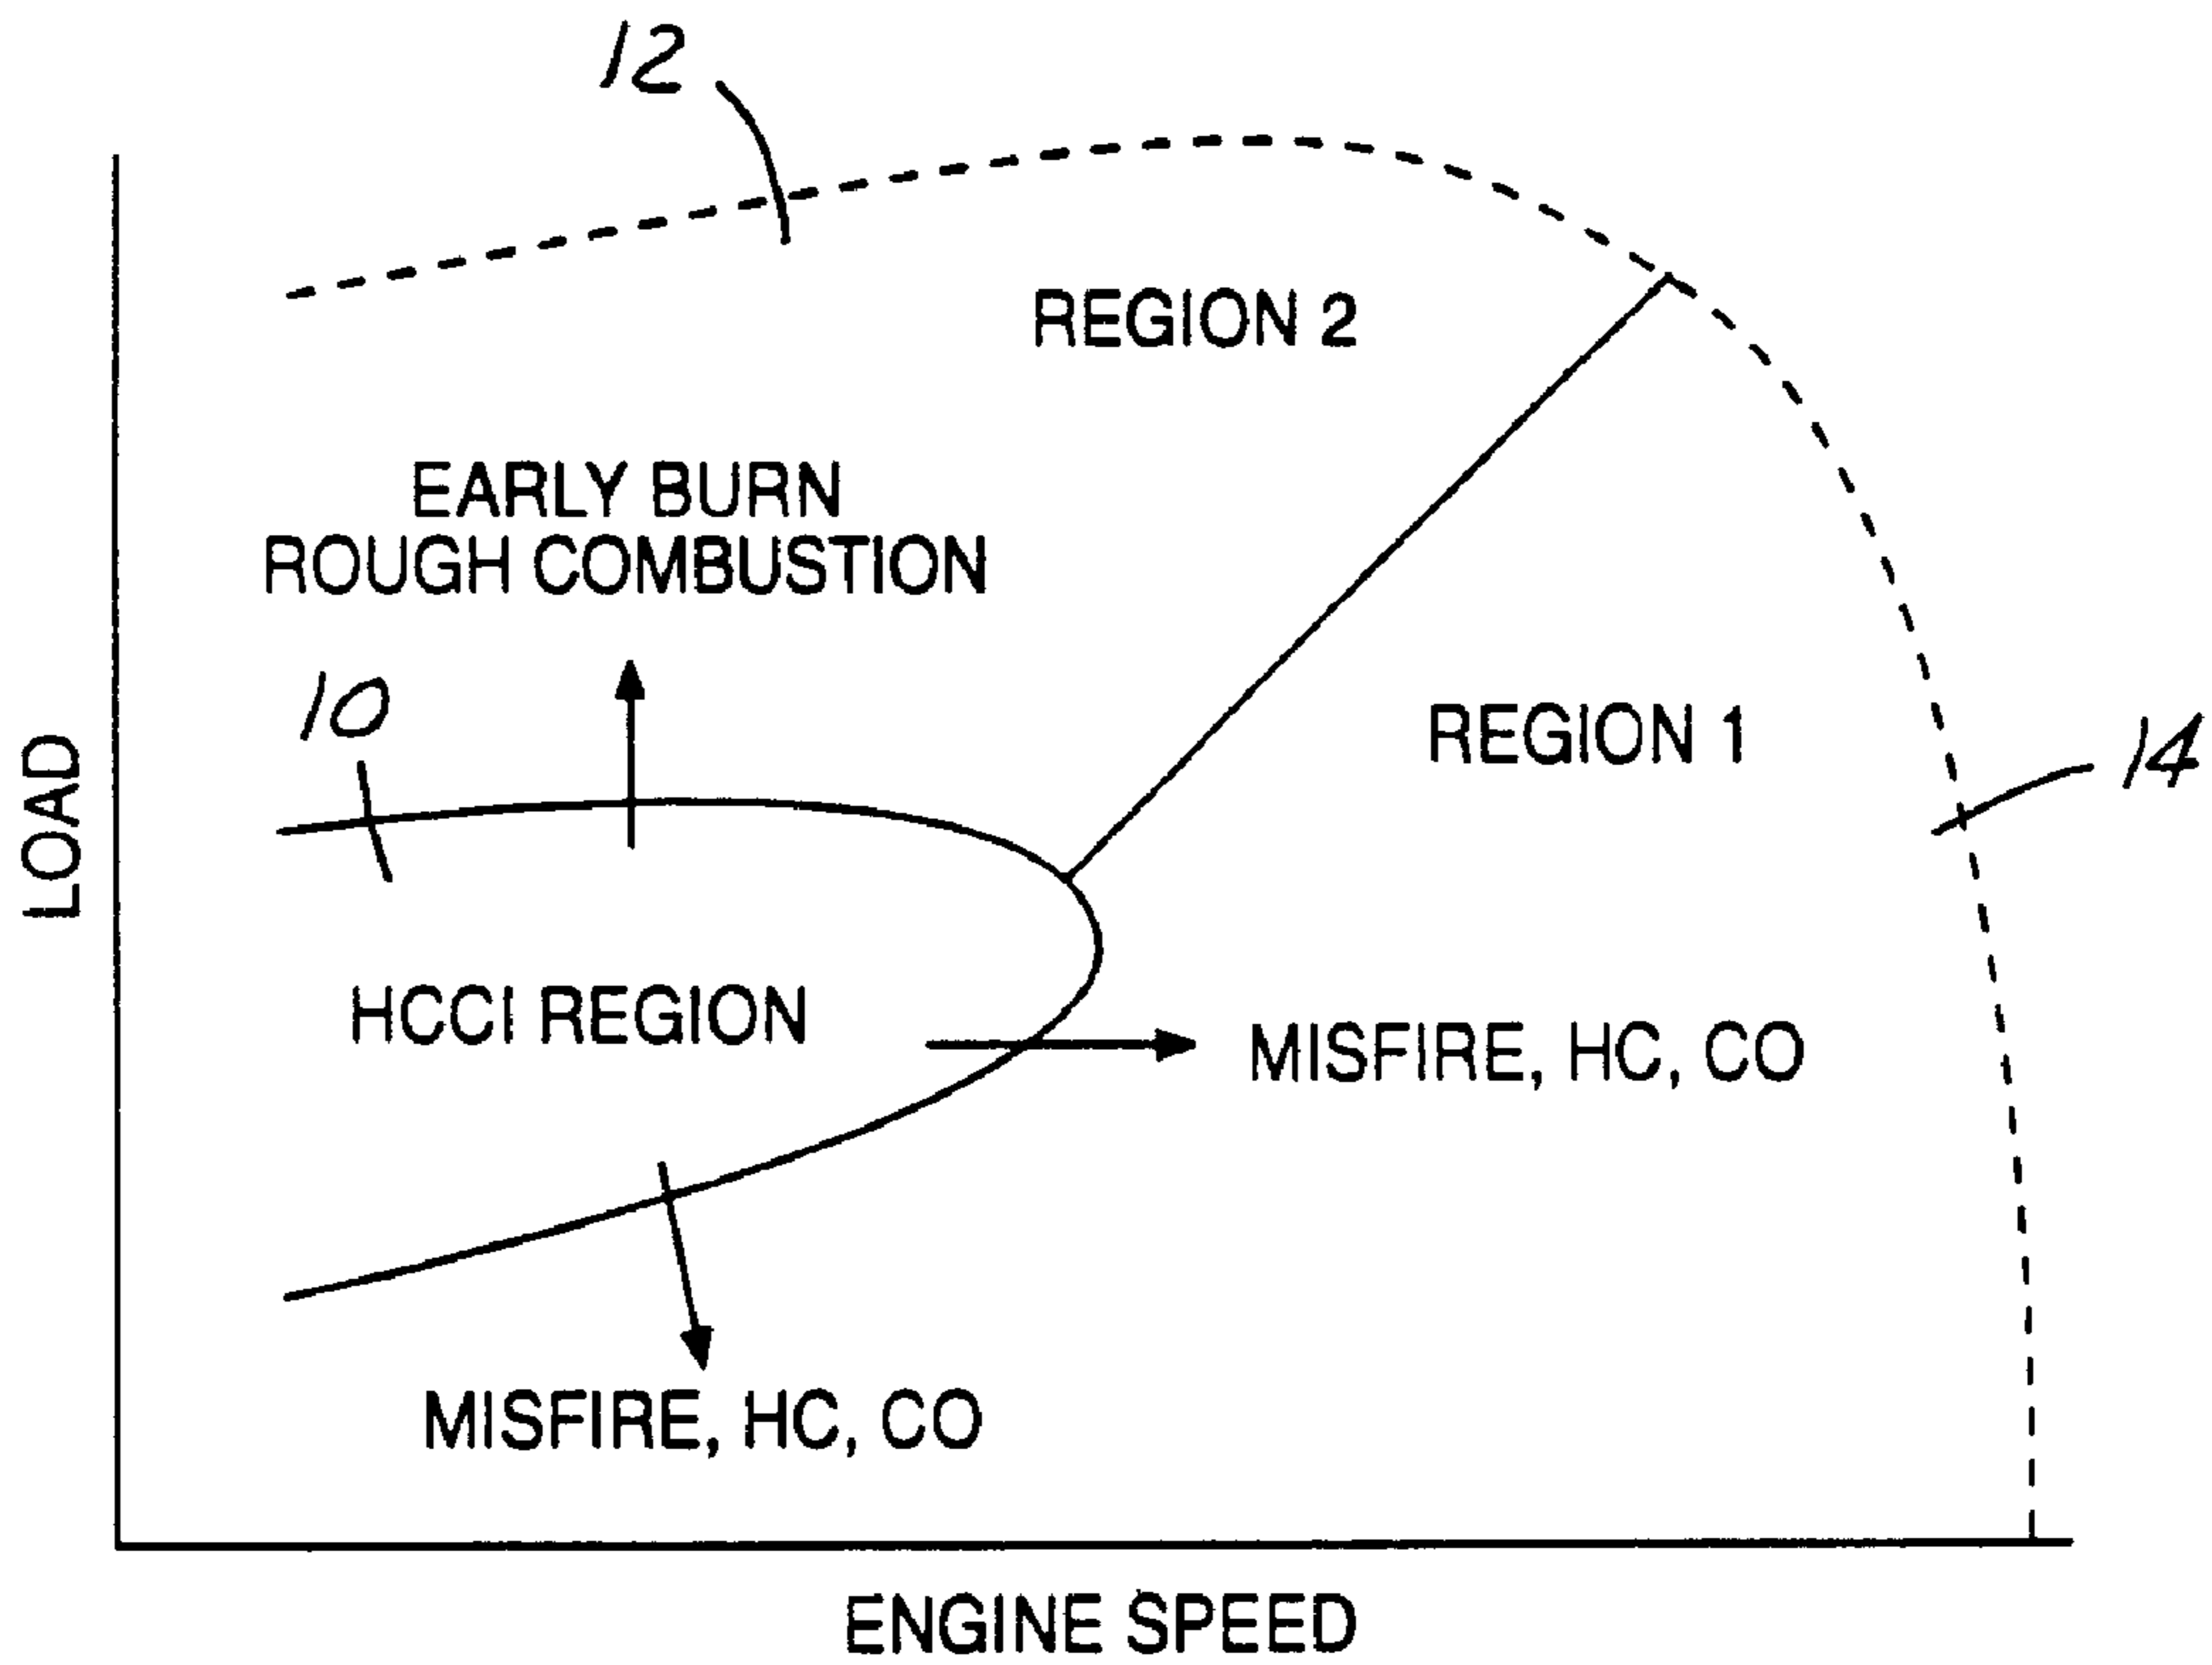 12
REGION 2
EARLY BURN
ROUGH COMBUSTION
10
REGION 1
14
LOAD
HCCI REGION
MISFIRE, HC, CO
MISFIRE, HC, CO
ENGINE SPEED